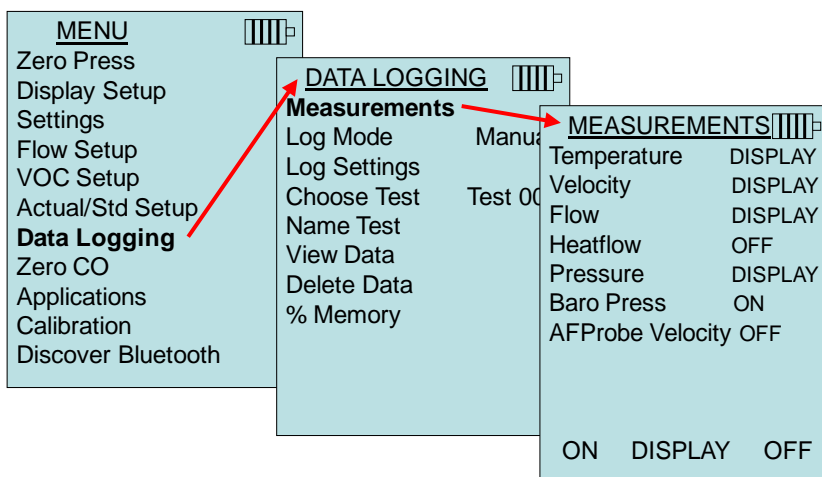 MENU
Zero Press
Display Setup
Settings
Flow Setup
VOC Setup
Actual/Std Setup
Data Logging
Zero CO
Applications
Calibration
Discover Bluetooth
DATA LOGGING
Measurements
Log Mode
Log Settings
Choose Test Test
Name Test
View Data
Delete Data
% Memory
MEASUREMENTS
Temperature DISPLAY
Velocity DISPLAY
Flow DISPLAY
Heatflow OFF
Pressure DISPLAY
Baro Press ON
AFProbe Velocity OFF
ON DISPLAY OFF